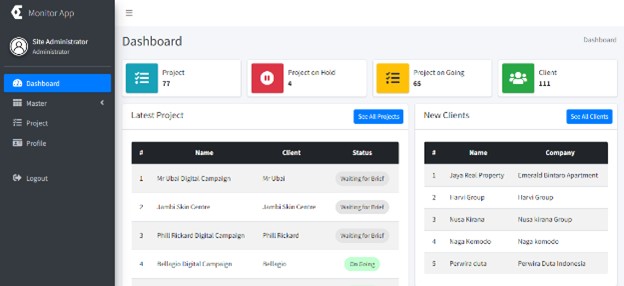 Monitor App
Site Administrator
Administrator
Dashboard
Master
Project
Profile
Logout
Dashboard
Dashboard
Project
77
Project on Hold
4
Project on Going
65
Client
111
Latest Project
See All Projects
# Name Client Status
1 Mr Ubai Digital Campaign Mr Ubai Waiting for Brief
2 Jambi Skin Centre Jambi Skin Centre Waiting for Brief
3 Phill Rickard Digital Campaign Phill Rickard Waiting for Brief
4 Bellagio Digital Campaign Bellagio On Going
New Clients
See All Clients
# Name Company
1 Jaya Real Property Emerald Bintaro Apartment
2 Harvi Group Harvi Group
3 Nusa Kirana Nusa kirana Group
4 Naga Komodo Naga komodo
5 Perwira duta Perwira Duta Indonesia